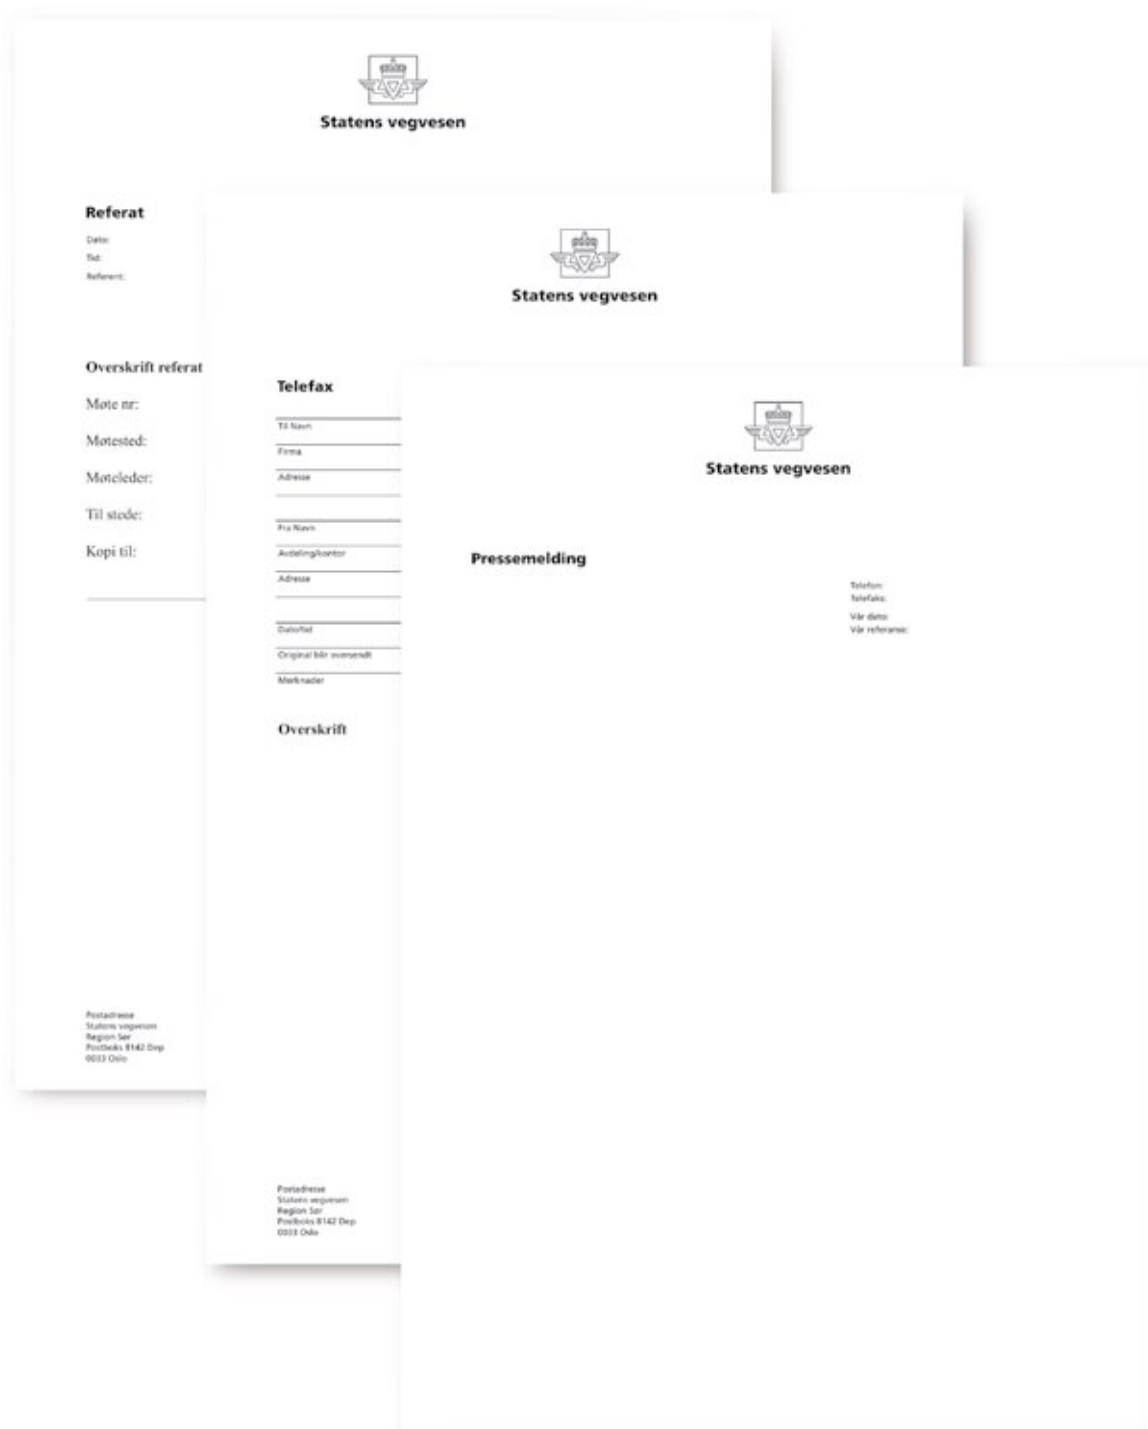 Statens vegvesen
Referat
Dato:
Tid:
Referent:
Overskrift referat
Møte nr:
Møtested:
Møteleder:
Til stede:
Kopi til:
Postadresse
Statens vegvesen
Region Sør
Postboks 8142 Dep
0033 Oslo
Statens vegvesen
Telefax
Til Navn
Firma
Adresse
Fra Navn
Avdeling/kontor
Adresse
Dato/tid
Original blir oversendt
Merknader
Overskrift
Postadresse
Statens vegvesen
Region Sør
Postboks 8142 Dep
0033 Oslo
Statens vegvesen
Pressemelding
Telefon:
Telefaks:
Vår dato:
Vår referanse: